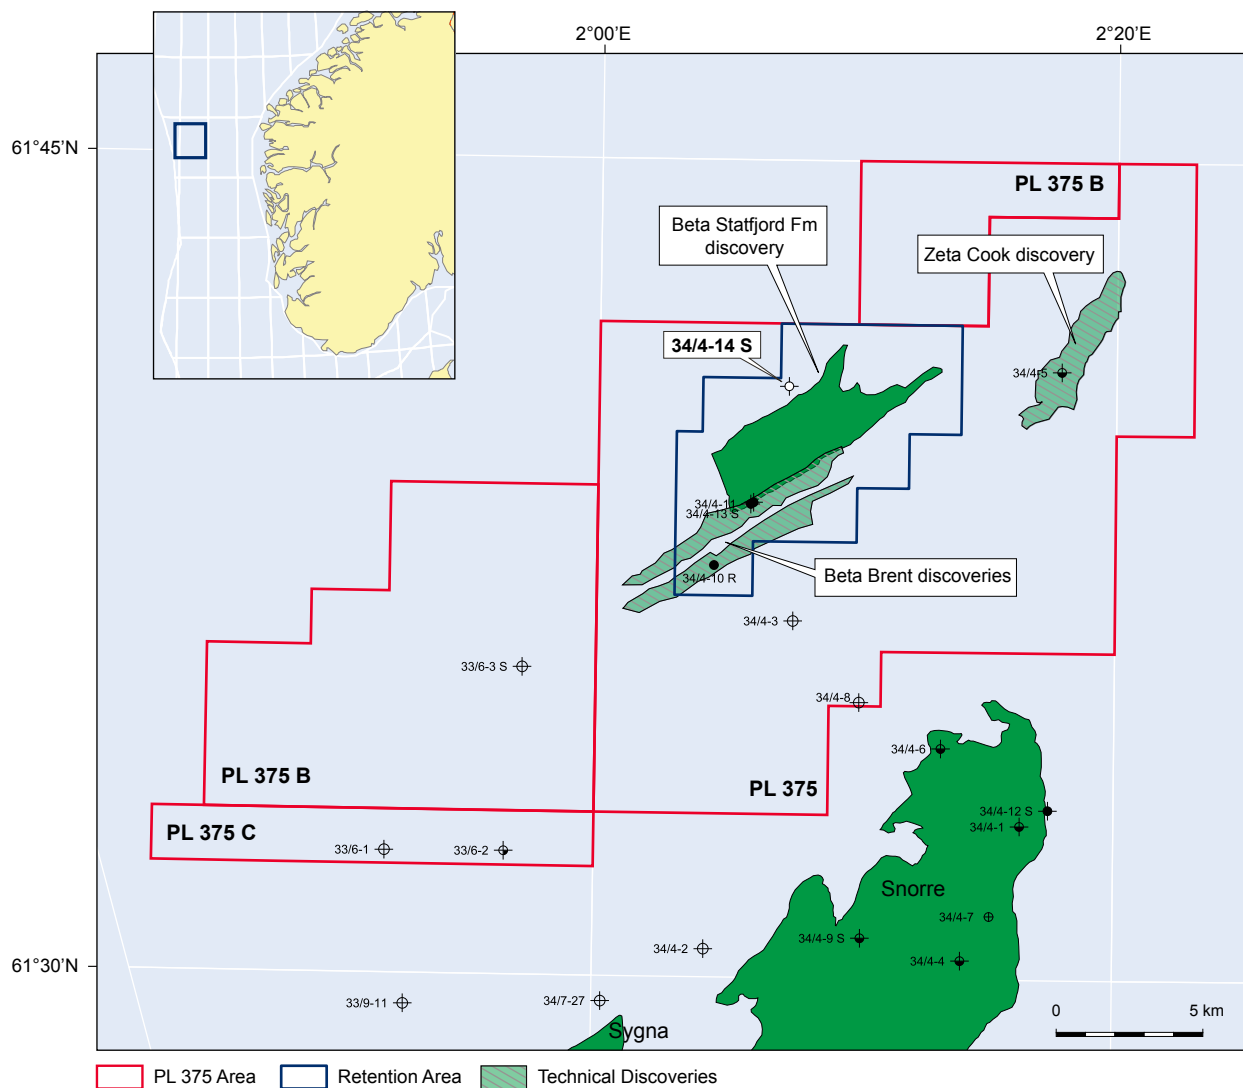 2°00'E
2°20'E
61°45'N
PL 375 B
Beta Statfjord Fm
discovery
Zeta Cook discovery
34/4-14 S
34/4-5
34/4-11
34/4-13 S
Beta Brent discoveries
34/4-10 R
34/4-3
33/6-3 S
34/4-8
34/4-6
PL 375 B
PL 375
34/4-12 S
34/4-1
PL 375 C
33/6-1
33/6-2
Snorre
34/4-7
34/4-9 S
34/4-2
34/4-4
61°30'N
33/9-11
34/7-27
0
5 km
Sygna
PL 375 Area
Retention Area
Technical Discoveries